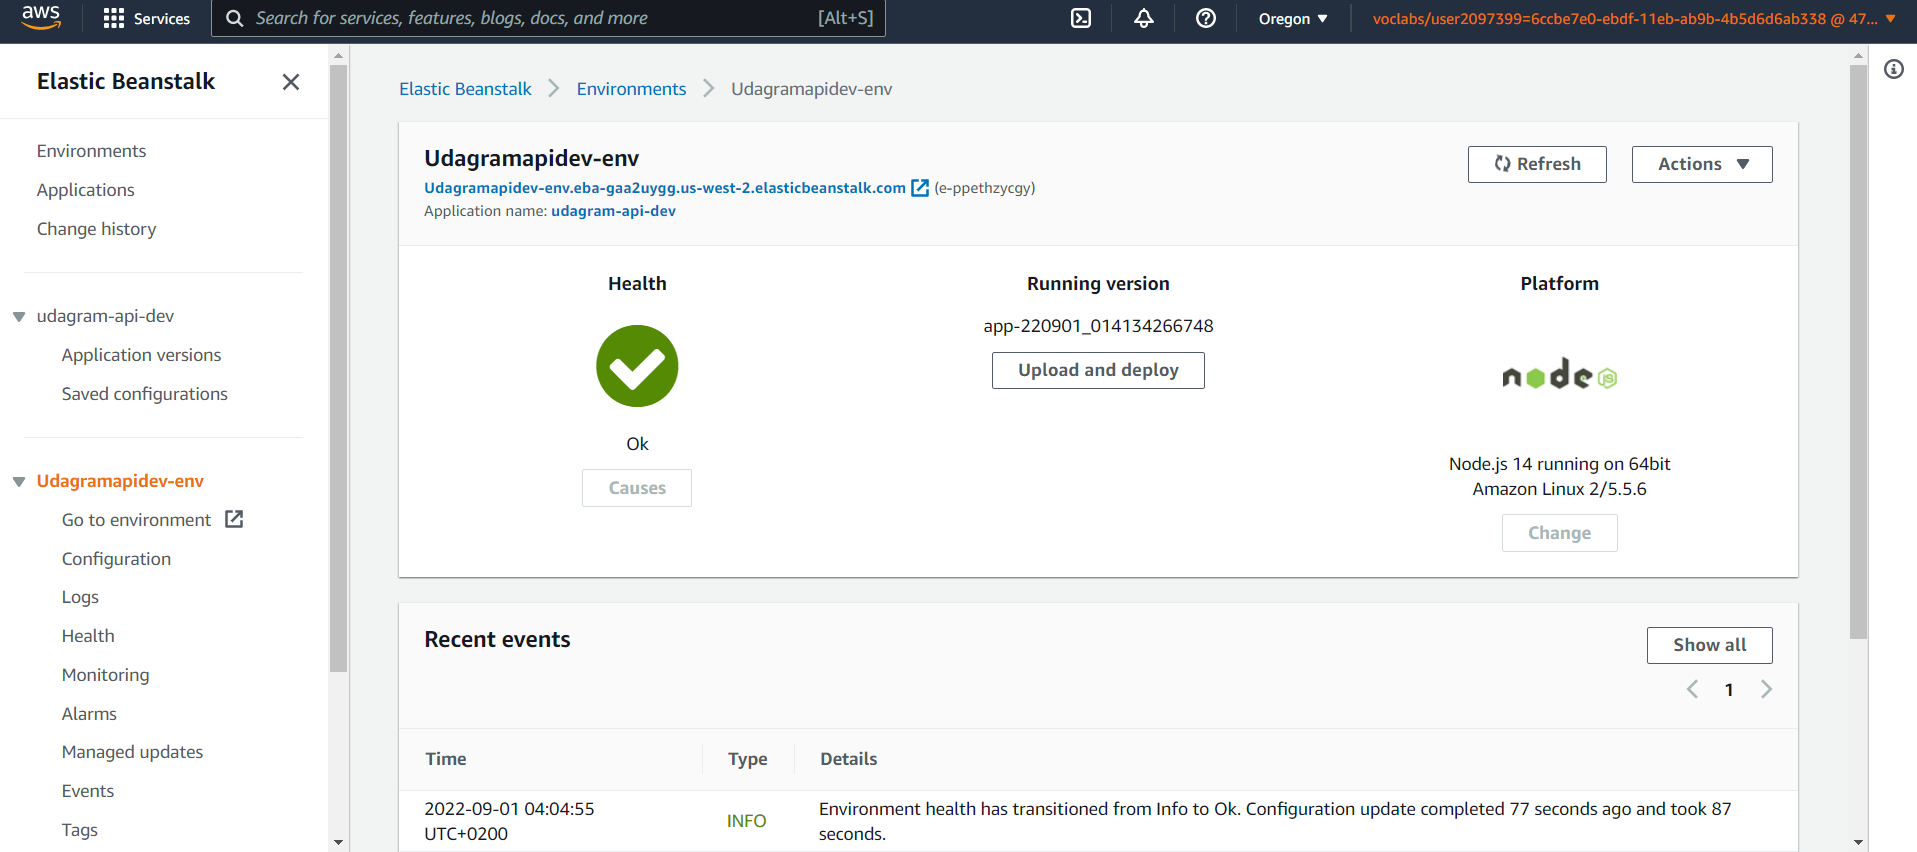 aws
Services
Search for services, features, blogs, docs, and more
[Alt+S]
Oregon
voclabs/user2097399=6ccbe7e0-ebdf-11eb-ab9b-4b5d6d6ab338 @ 47...
Elastic Beanstalk
Environments
Applications
Change history
udagram-api-dev
Application versions
Saved configurations
Udagramapidev-env
Go to environment
Configuration
Logs
Health
Monitoring
Alarms
Managed updates
Events
Tags
Elastic Beanstalk
Environments
Udagramapidev-env
Udagramapidev-env
Udagramapidev-env.eba-gaa2uygg.us-west-2.elasticbeanstalk.com (e-ppethzycgy)
Application name: udagram-api-dev
Refresh
Actions
Health
Ok
Causes
Running version
app-220901_014134266748
Upload and deploy
Platform
node JS
Node.js 14 running on 64bit
Amazon Linux 2/5.5.6
Change
Recent events
Show all
1
Time
Type
Details
2022-09-01 04:04:55
UTC+0200
INFO
Environment health has transitioned from Info to Ok. Configuration update completed 77 seconds ago and took 87
seconds.